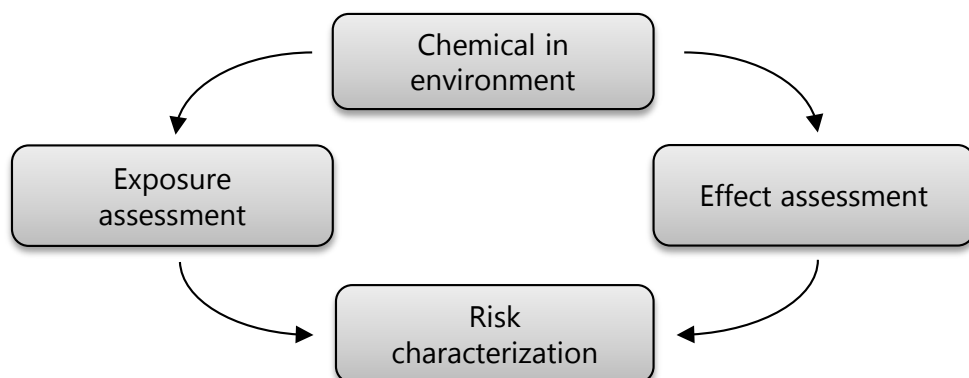 Chemical in
environment
Exposure
assessment
Effect assessment
Risk
characterization